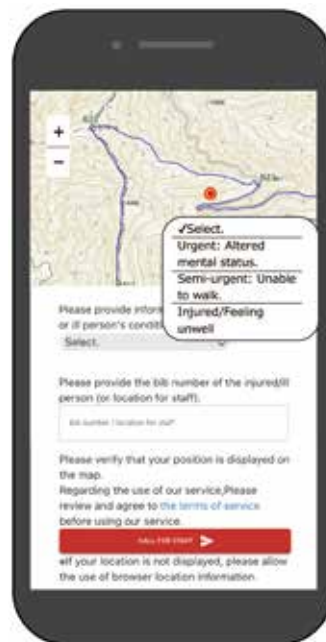 +
−
✓Select.
Urgent: Altered
mental status.
Semi-urgent: Unable
to walk.
Injured/Feeling
unwell
Please provide
or ill person's
Select.
Please provide the bib number of the injured/ill
person (or location for staff).
Bib number / location for staff
Please verify that your position is displayed on
the map.
Regarding the use of our service,Please
review and agree to the terms of service
before using our service.
CALL FOR STAFF
※If your location is not displayed, please allow
the use of browser location information.